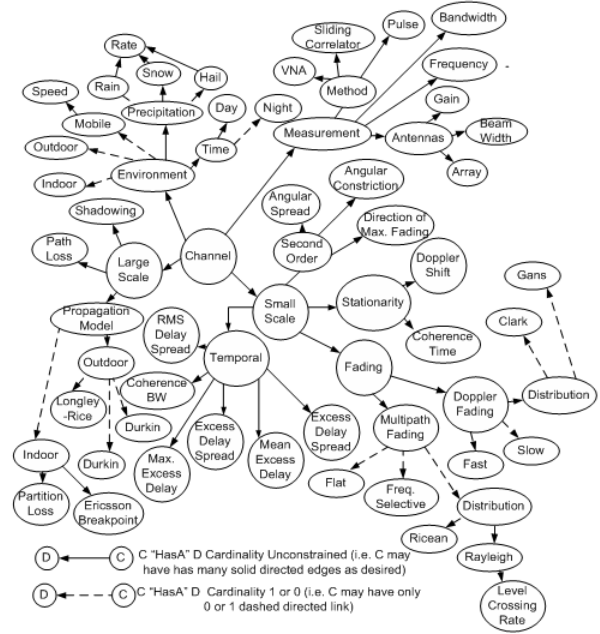 Rate
Snow
Hail
Rain
Speed
Precipitation
Mobile
Day
Night
Outdoor
Time
Indoor
Environment
Sliding
Correlator
Pulse
Bandwidth
VNA
Method
Frequency
Measurement
Gain
Antennas
Beam
Width
Array
Shadowing
Path
Loss
Large
Scale
Channel
Angular
Spread
Angular
Constriction
Second
Order
Direction of
Max. Fading
Small
Scale
Stationarity
Doppler
Shift
Coherence
Time
Gans
Clark
Propagation
Model
Outdoor
Longley
-Rice
Durkin
Durkin
Indoor
Partition
Loss
Ericsson
Breakpoint
RMS
Delay
Spread
Temporal
Coherence
BW
Max.
Excess
Delay
Excess
Delay
Spread
Mean
Excess
Delay
Excess
Delay
Spread
Fading
Doppler
Fading
Distribution
Multipath
Fading
Fast
Slow
Flat
Freq.
Selective
Distribution
Ricean
Rayleigh
Level
Crossing
Rate
D C C "HasA" D Cardinality Unconstrained (i.e. C may
have has many solid directed edges as desired)
D C C "HasA" D Cardinality 1 or 0 (i.e. C may have only
0 or 1 dashed directed link)